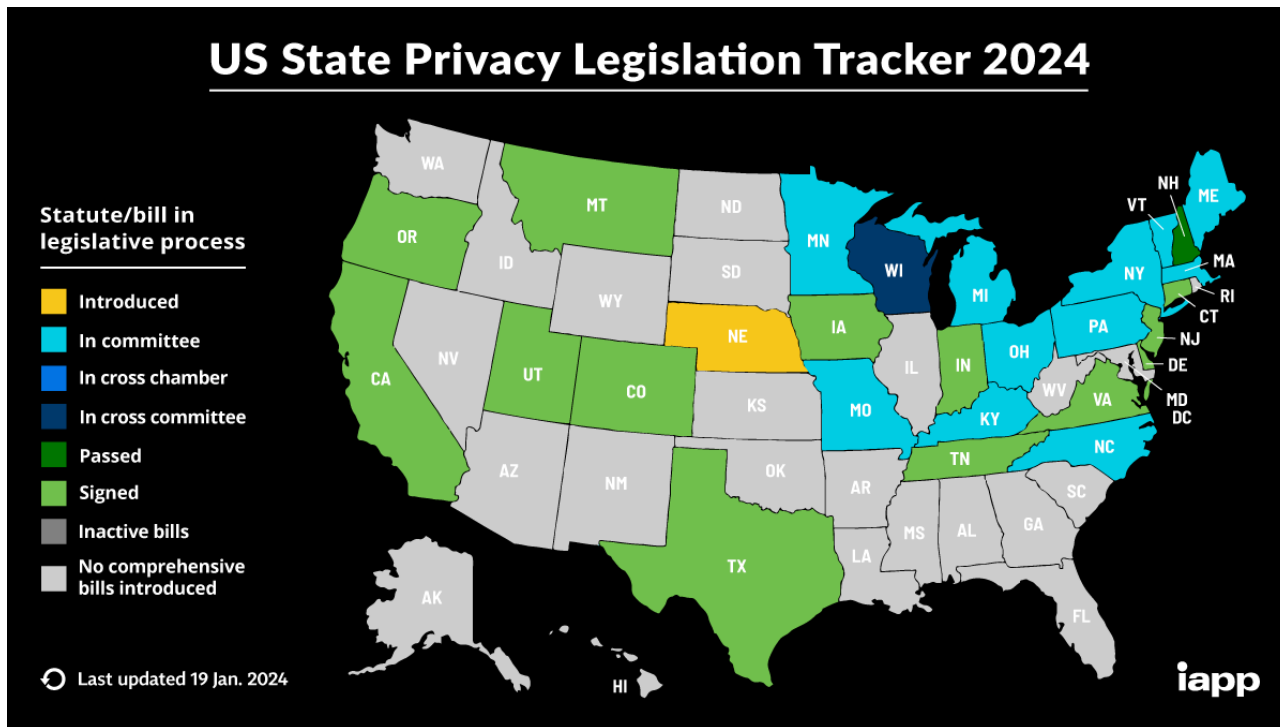 US State Privacy Legislation Tracker 2024
Statute/bill in
legislative process
Introduced
In committee
In cross chamber
In cross committee
Passed
Signed
Inactive bills
No comprehensive
bills introduced
Last updated 19 Jan. 2024
WA
MT
ND
MN
OR
ID
SD
WI
WY
MI
NH
VT
ME
NY
MA
RI
CT
PA
NJ
DE
MD
DC
NE
IA
OH
NV
UT
CO
CA
IL
IN
WV
VA
KS
MO
KY
NC
TN
AZ
NM
OK
AR
SC
MS
AL
GA
TX
LA
FL
AK
HI
iapp